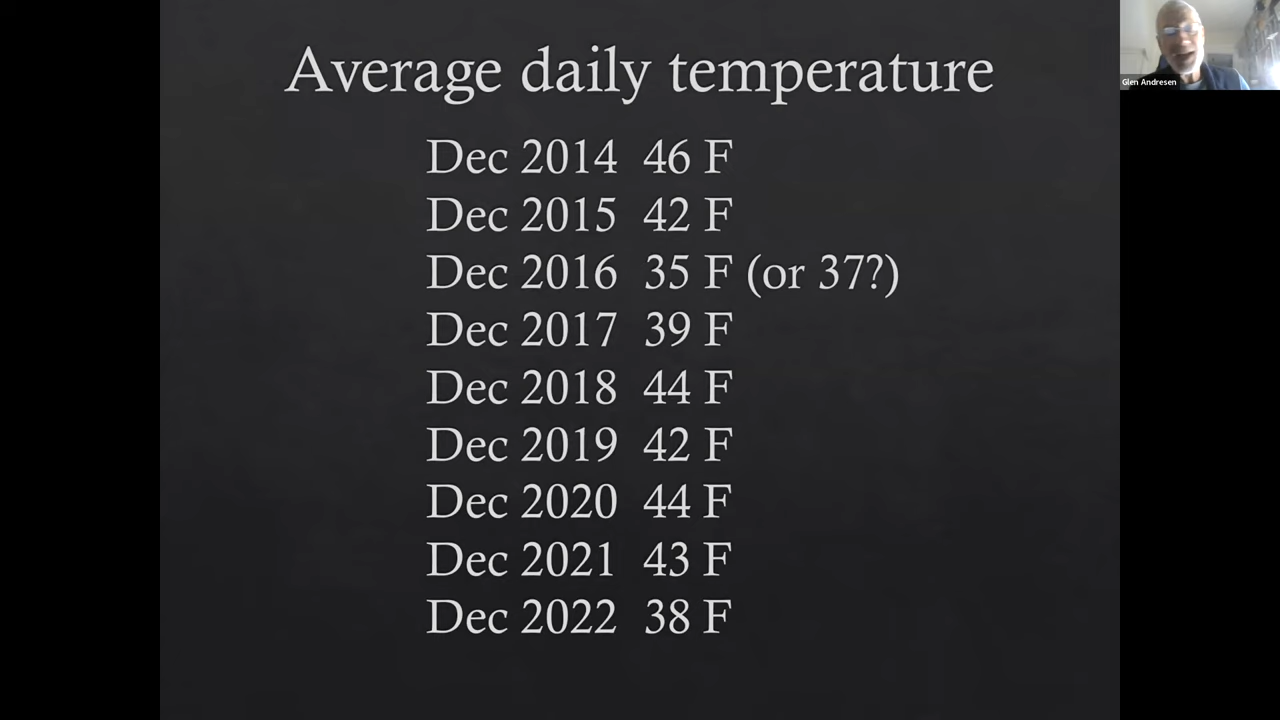 Average daily temperature
Dec 2014 46 F
Dec 2015 42 F
Dec 2016 35 F (or 37?)
Dec 2017 39 F
Dec 2018 44 F
Dec 2019 42 F
Dec 2020 44 F
Dec 2021 43 F
Dec 2022 38 F
Glen Andresen